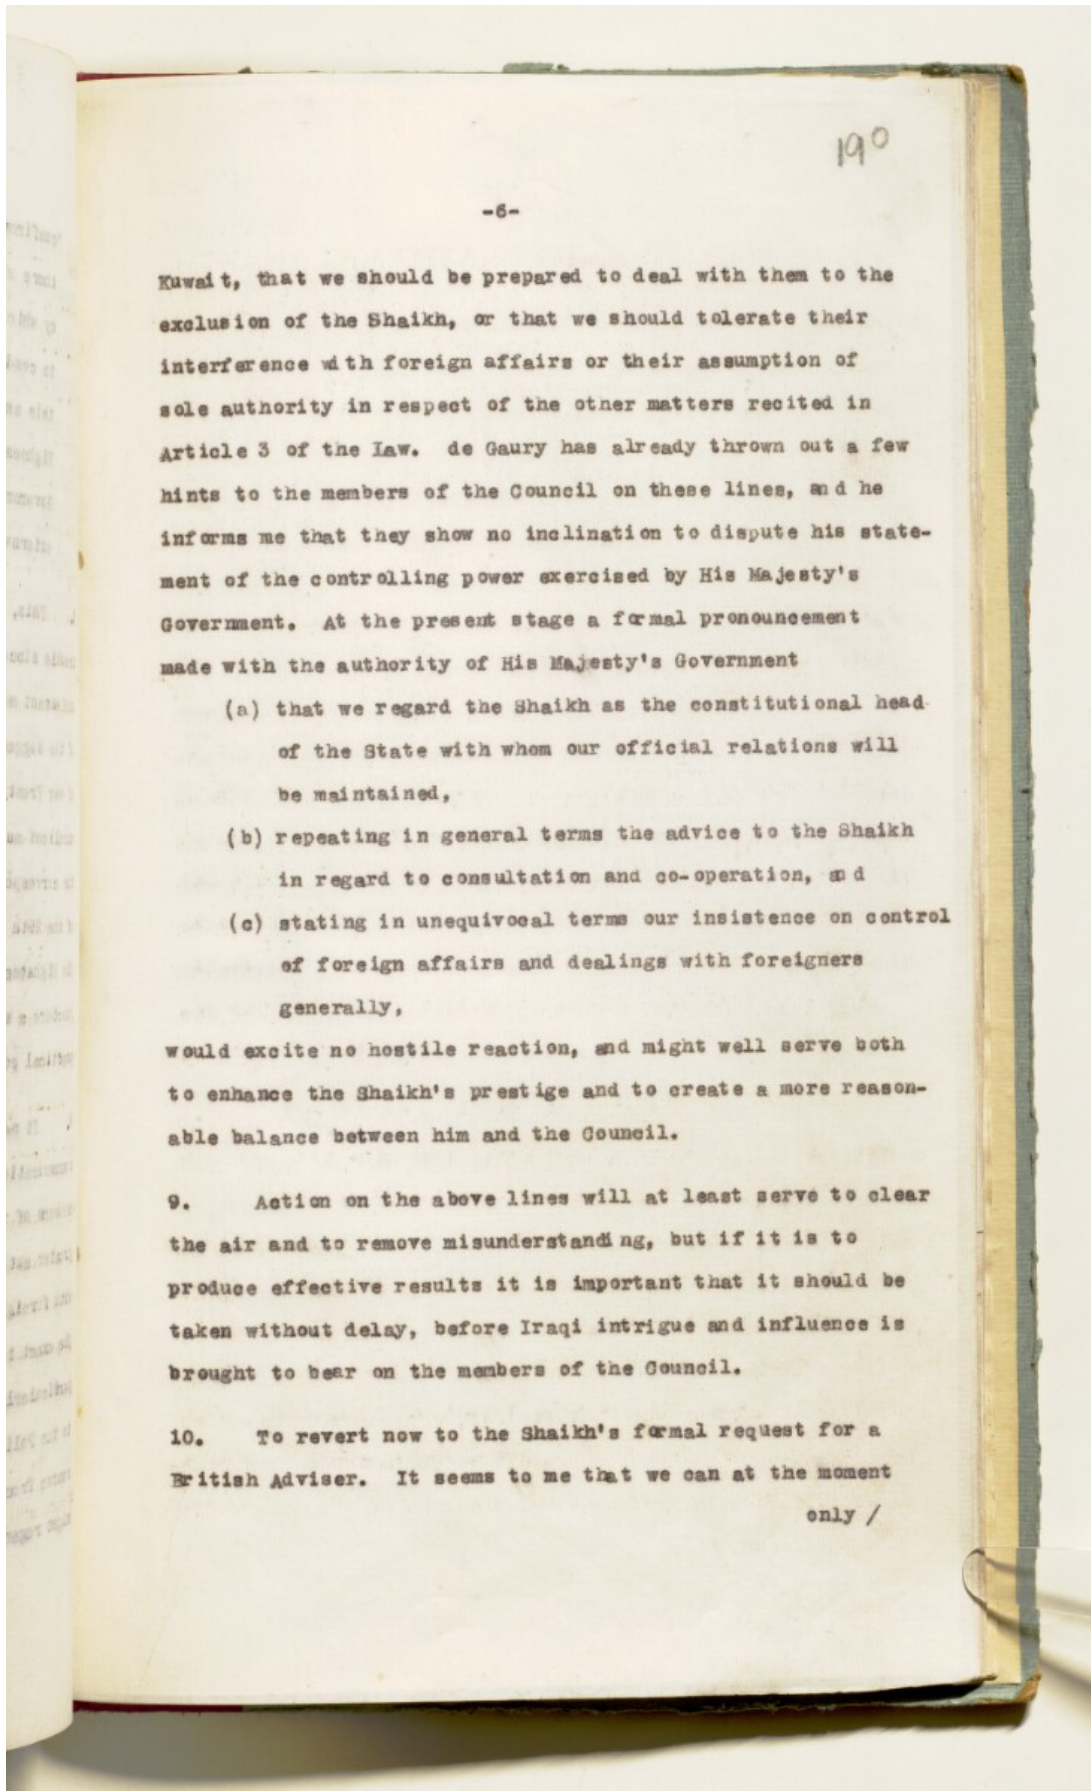 190
-6-
Kuwait, that we should be prepared to deal with them to the
exclusion of the Shaikh, or that we should tolerate their
interference with foreign affairs or their assumption of
sole authority in respect of the other matters recited in
Article 3 of the Law. de Gaury has already thrown out a few
hints to the members of the Council on these lines, and he
informs me that they show no inclination to dispute his state-
ment of the controlling power exercised by His Majesty's
Government. At the present stage a formal pronouncement
made with the authority of His Majesty's Government
(a) that we regard the Shaikh as the constitutional head
of the State with whom our official relations will
be maintained,
(b) repeating in general terms the advice to the Shaikh
in regard to consultation and co-operation, and
(c) stating in unequivocal terms our insistence on control
of foreign affairs and dealings with foreigners
generally,
would excite no hostile reaction, and might well serve both
to enhance the Shaikh's prestige and to create a more reason-
able balance between him and the Council.
9. Action on the above lines will at least serve to clear
the air and to remove misunderstanding, but if it is to
produce effective results it is important that it should be
taken without delay, before Iraqi intrigue and influence is
brought to bear on the members of the Council.
10. To revert now to the Shaikh's formal request for a
British Adviser. It seems to me that we can at the moment
only /